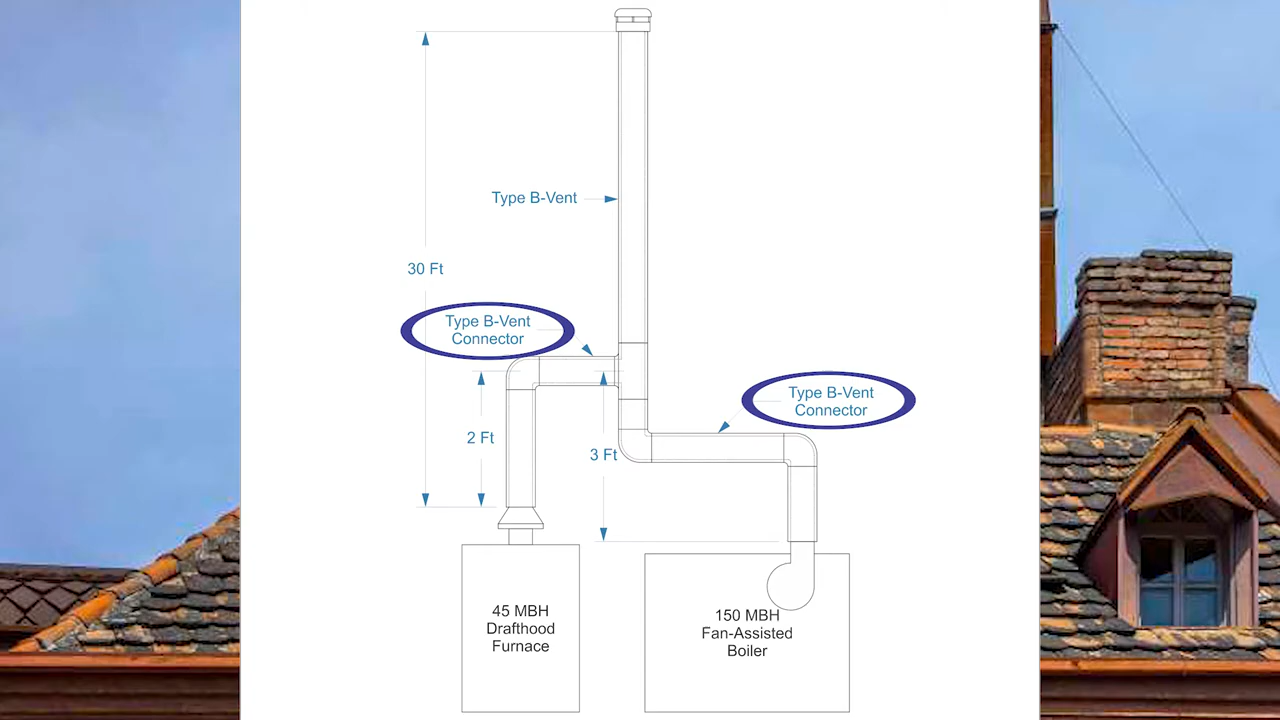 Type B-Vent
30 Ft
Type B-Vent
Connector
Type B-Vent
Connector
2 Ft
3 Ft
45 MBH
Drafthood
Furnace
150 MBH
Fan-Assisted
Boiler